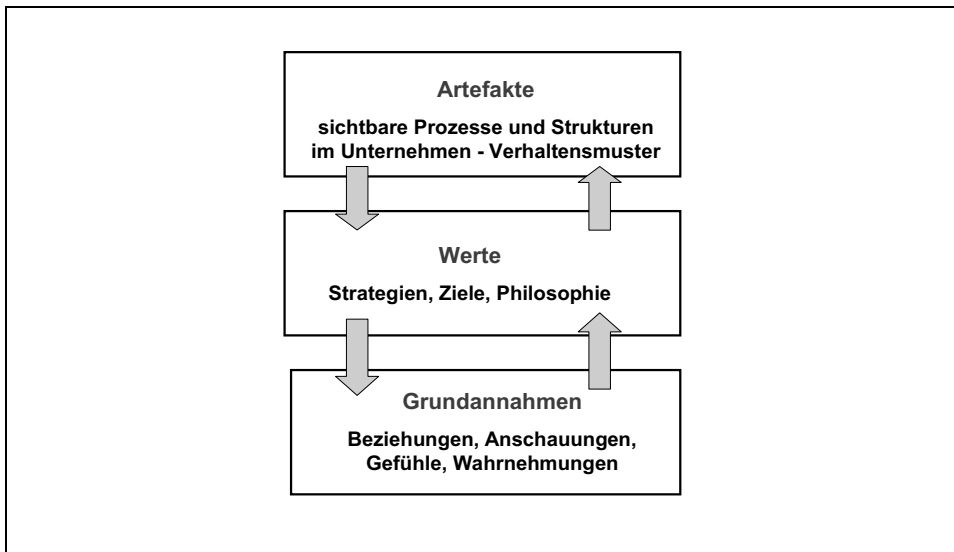 Artefakte
sichtbare Prozesse und Strukturen
im Unternehmen - Verhaltensmuster
Werte
Strategien, Ziele, Philosophie
Grundannahmen
Beziehungen, Anschauungen,
Gefühle, Wahrnehmungen